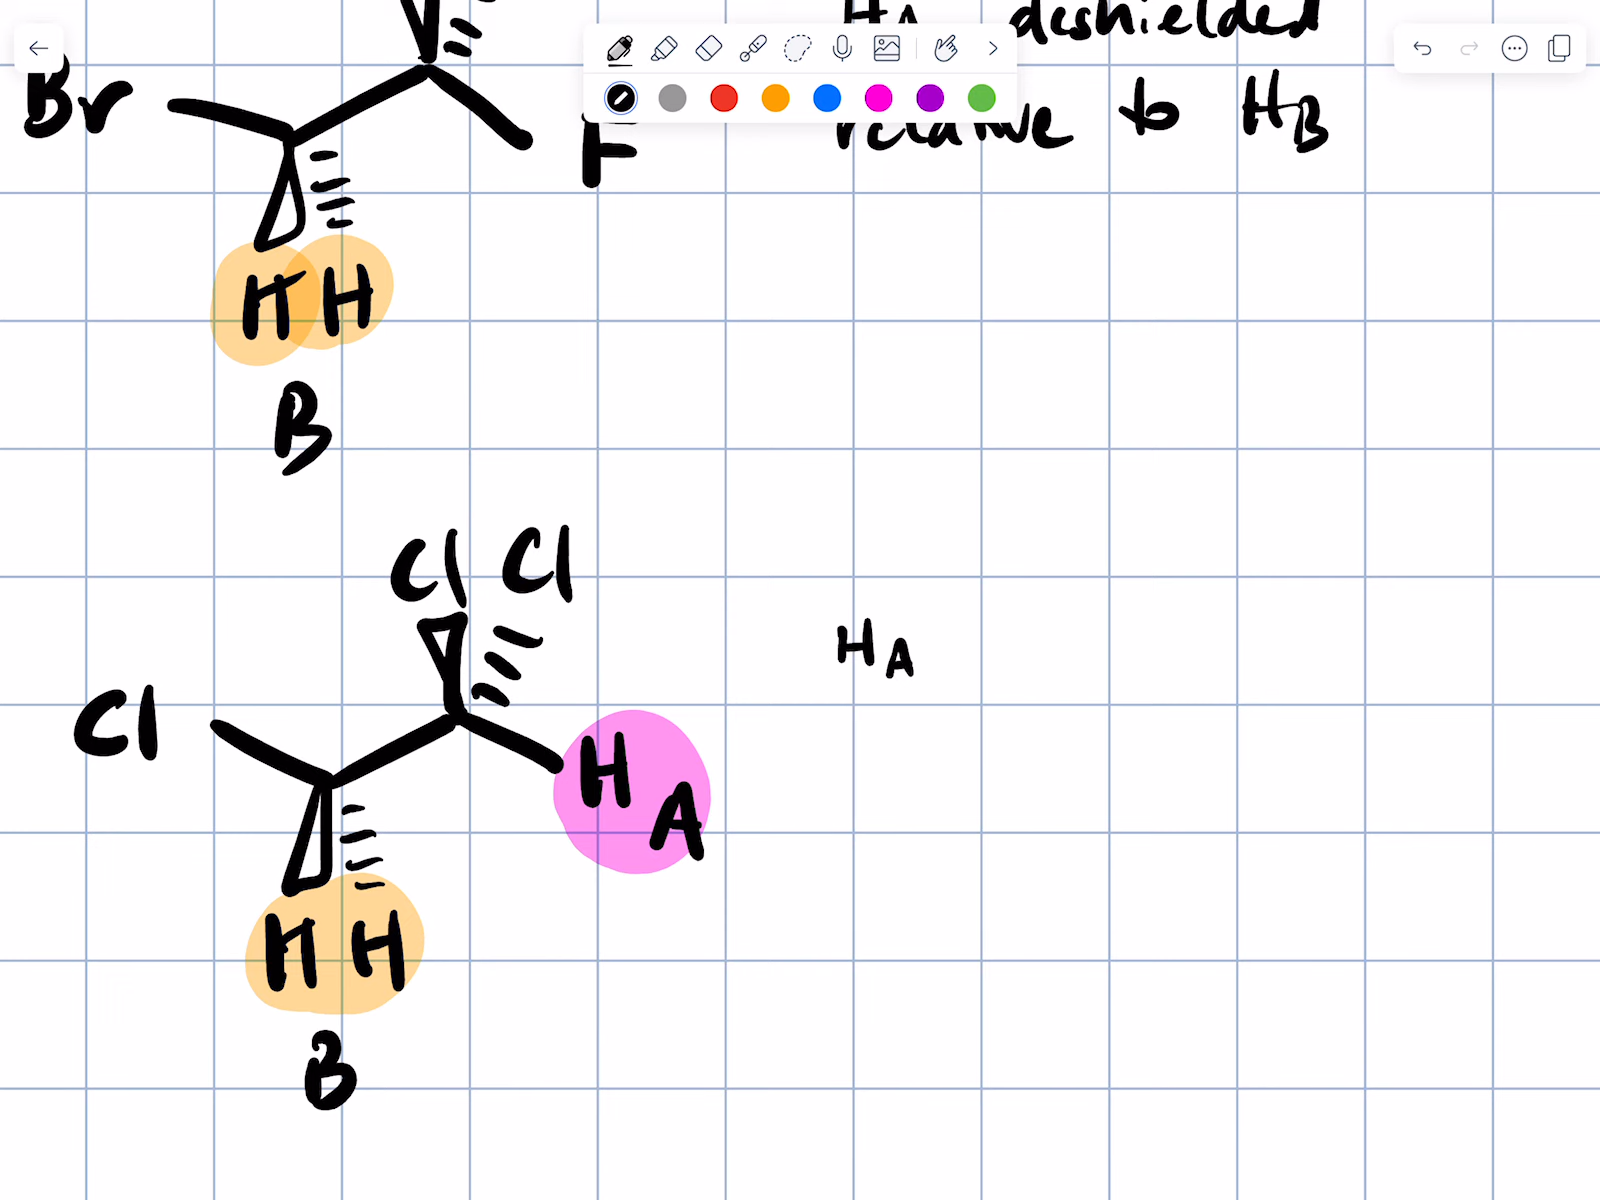 HA deshielded
relative to HB
Br
F
H H
B
Cl Cl
Cl
H A
H H
B
HA